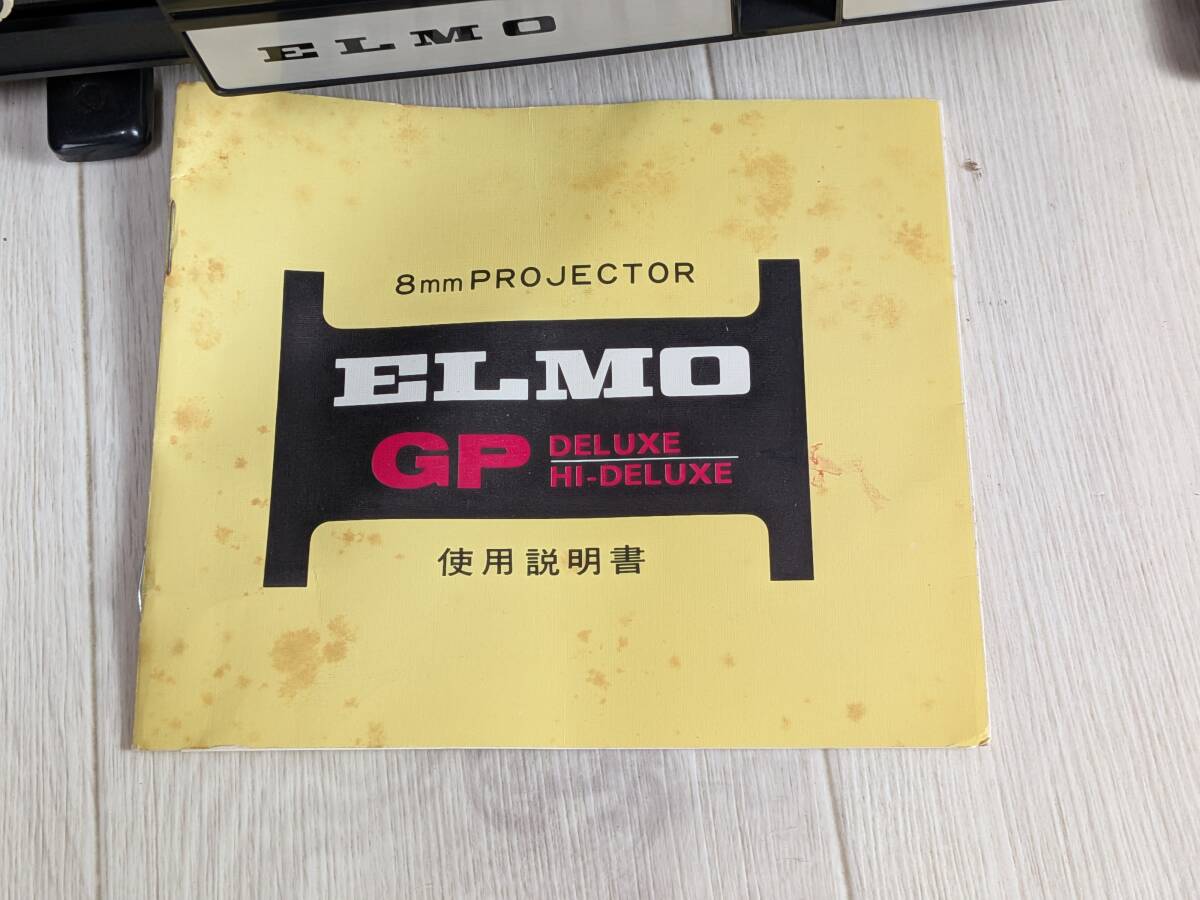 ELMO
8mm PROJECTOR
ELMO
GP DELUXE
HI-DELUXE
使用説明書